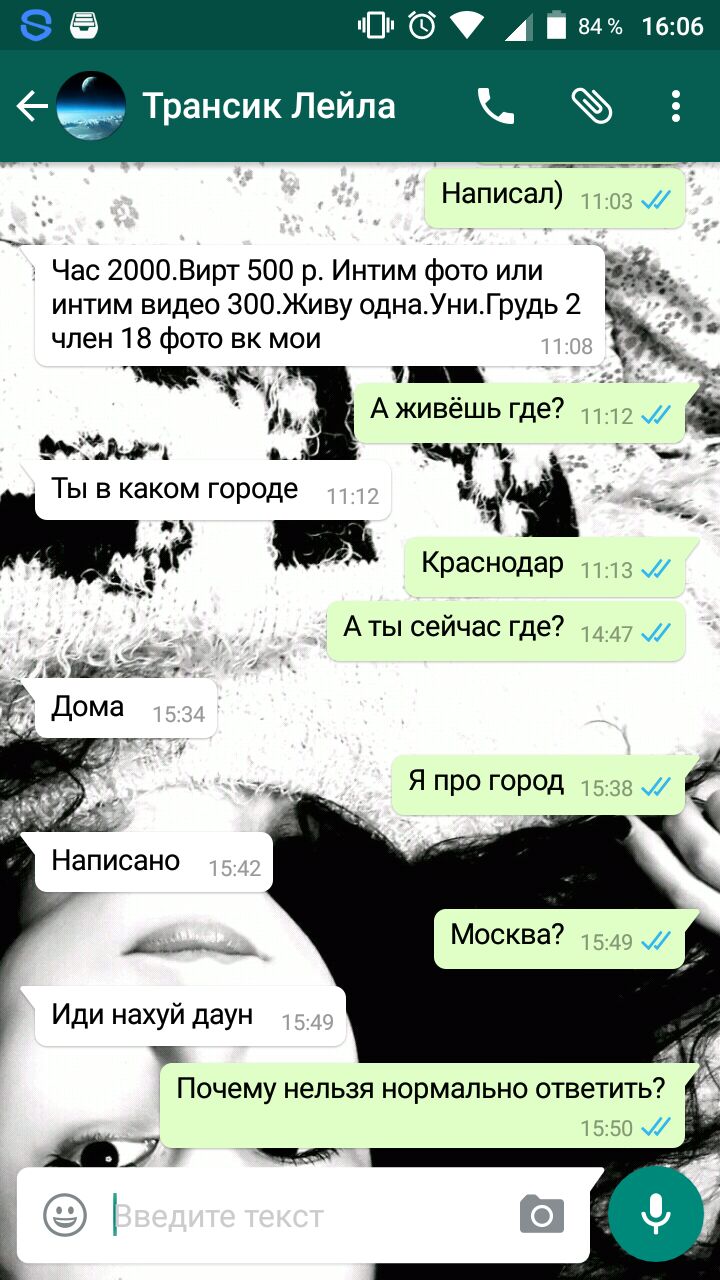 84 % 16:06
Трансик Лейла
Написал) 11:03
Час 2000.Вирт 500 р. Интим фото или
интим видео 300.Живу одна.Уни.Грудь 2
член 18 фото вк мои 11:08
А живёшь где? 11:12
Ты в каком городе 11:12
Краснодар 11:13
А ты сейчас где? 14:47
Дома 15:34
Я про город 15:38
Написано 15:42
Москва? 15:49
Иди нахуй даун 15:49
Почему нельзя нормально ответить?
15:50
Введите текст